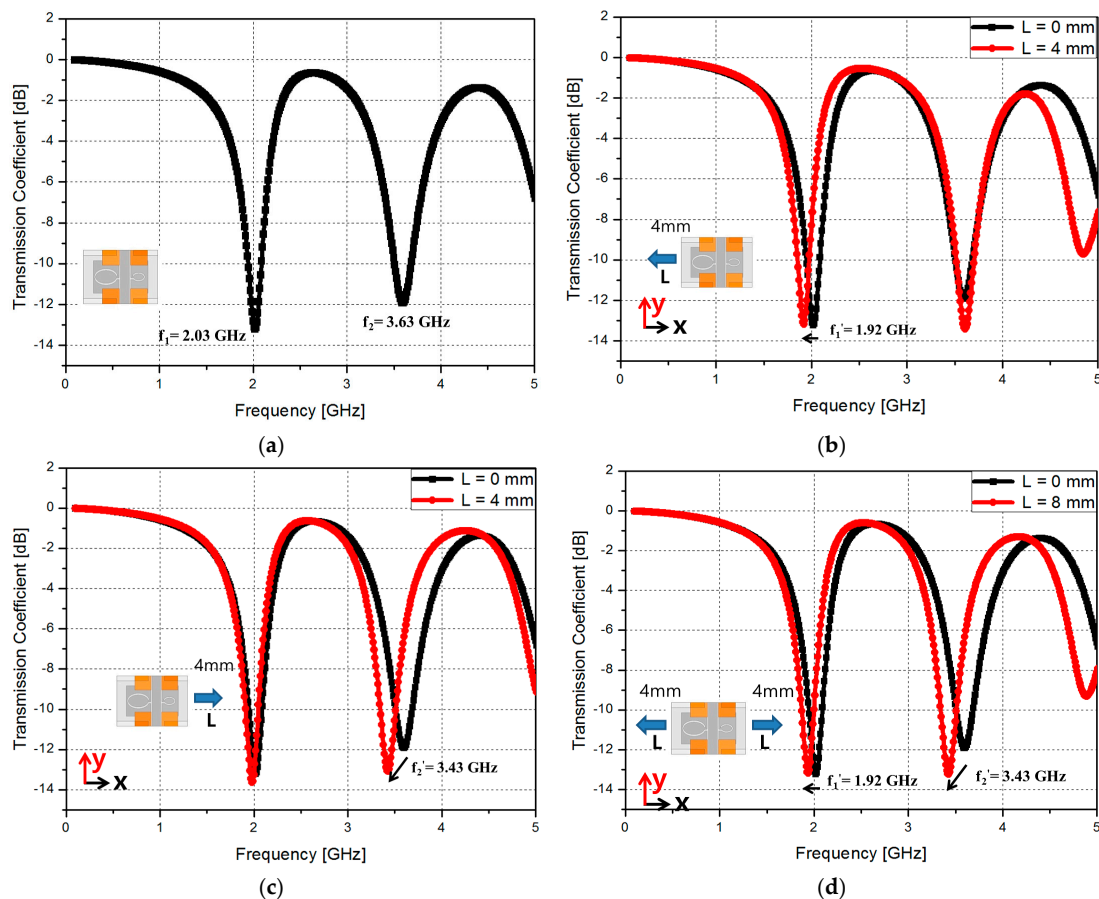 2
0
-2
-4
-6
-8
-10
-12
-14
Transmission Coefficient [dB]
f₁= 2.03 GHz
f₂= 3.63 GHz
0 1 2 3 4 5
Frequency [GHz]
(a)
L = 0 mm
L = 4 mm
2
0
-2
-4
-6
-8
-10
-12
-14
Transmission Coefficient [dB]
4mm
L
y
x
f₁'= 1.92 GHz
0 1 2 3 4 5
Frequency [GHz]
(b)
L = 0 mm
L = 4 mm
2
0
-2
-4
-6
-8
-10
-12
-14
Transmission Coefficient [dB]
4mm
L
y
x
f₂'= 3.43 GHz
0 1 2 3 4 5
Frequency [GHz]
(c)
L = 0 mm
L = 8 mm
2
0
-2
-4
-6
-8
-10
-12
-14
Transmission Coefficient [dB]
4mm 4mm
L L
y
x
f₁'= 1.92 GHz
f₂'= 3.43 GHz
0 1 2 3 4 5
Frequency [GHz]
(d)